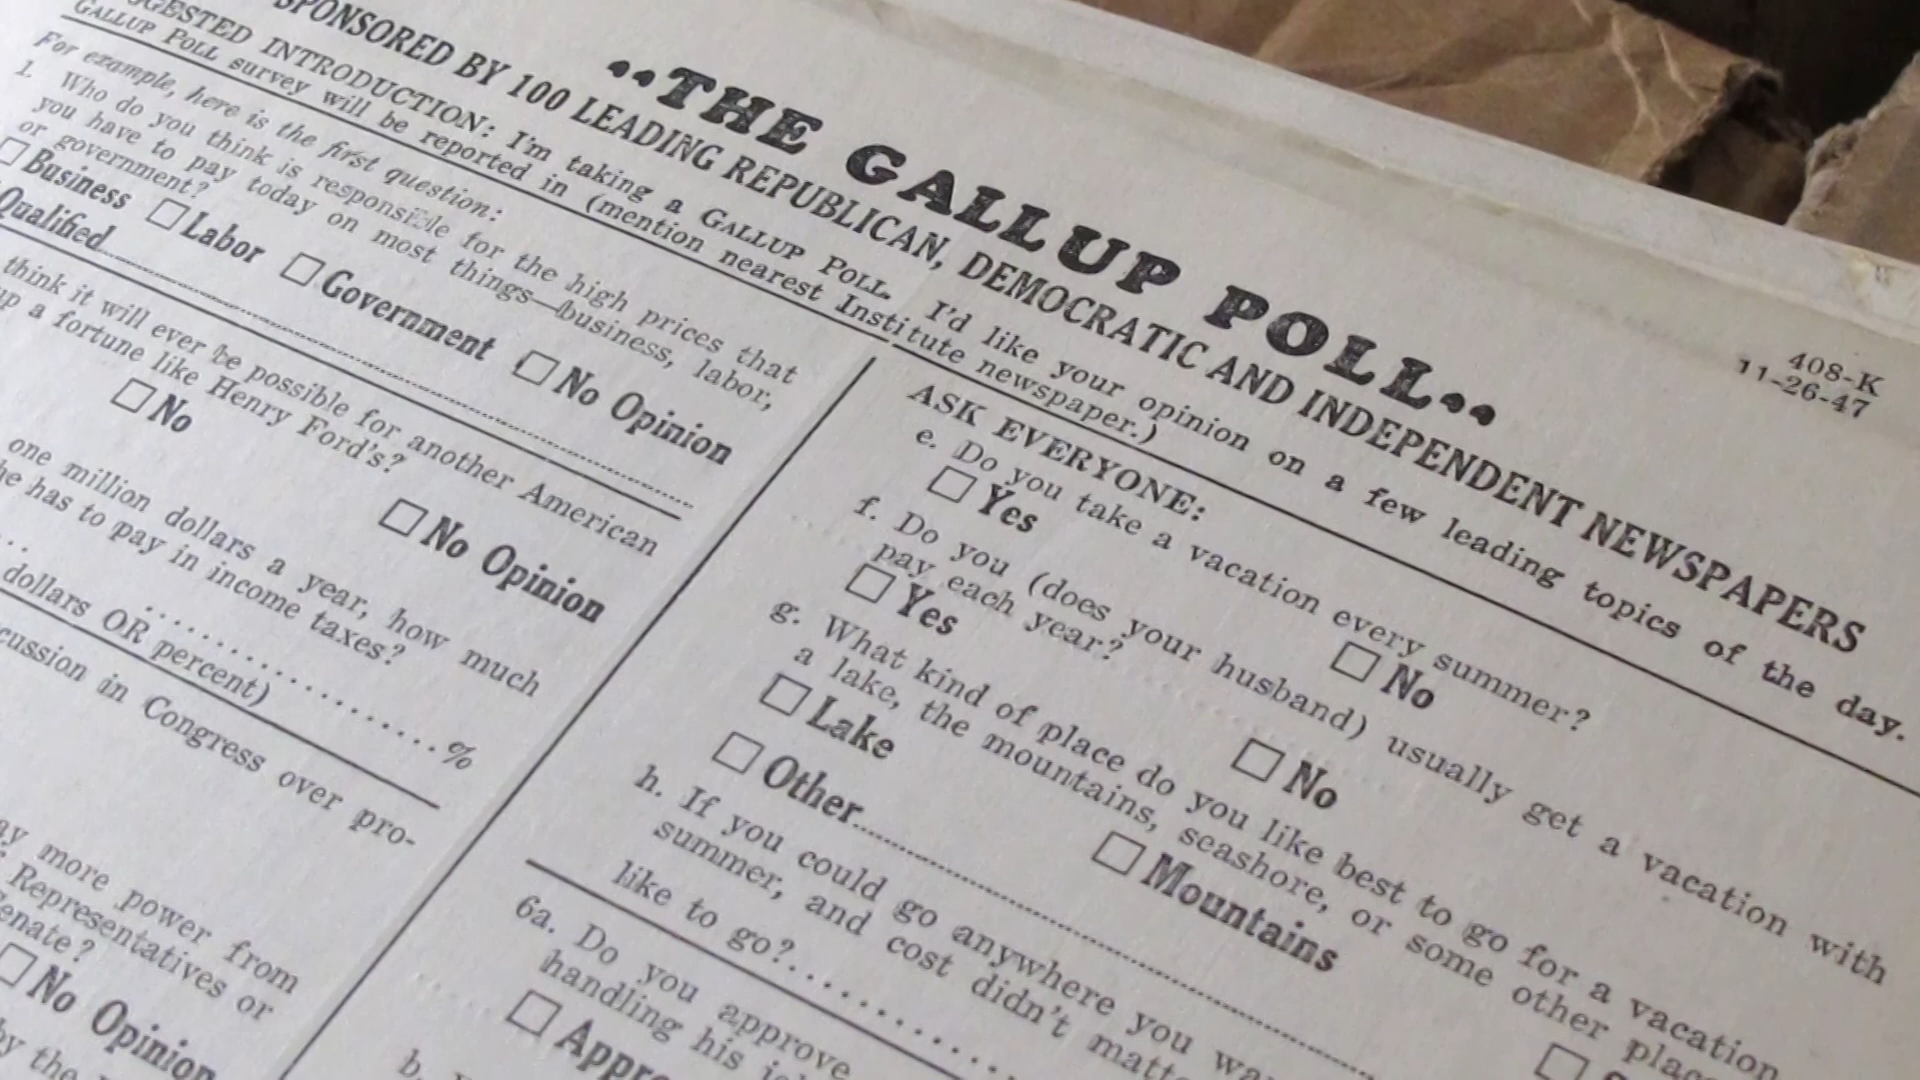 ··THE GALLUP POLL··
SPONSORED BY 100 LEADING REPUBLICAN, DEMOCRATIC AND INDEPENDENT NEWSPAPERS
408-K
11-26-47
INTRODUCTION: I'm taking a GALLUP POLL. I'd like your opinion on a few leading topics of the day.
GALLUP POLL survey will be reported in (mention nearest Institute newspaper.)
For example, here is the first question:
1. Who do you think is responsible for the high prices that
you have to pay today on most things—business, labor,
or government?
Business Labor Government No Opinion
Qualified
think it will ever be possible for another American
up a fortune like Henry Ford's?
No No Opinion
one million dollars a year, how much
he has to pay in income taxes?
%
dollars OR percent)
in Congress over pro-
more power from
Representatives or
No Opinion
by the
ASK EVERYONE:
e. Do you take a vacation every summer?
Yes No
f. Do you (does your husband) usually get a vacation with
pay each year?
Yes No
g. What kind of place do you like best to go for a vacation
a lake, the mountains, seashore, or some other place
Lake Mountains
Other
h. If you could go anywhere you
summer, and cost didn't
like to go?
6a. Do you approve
handling his
b.